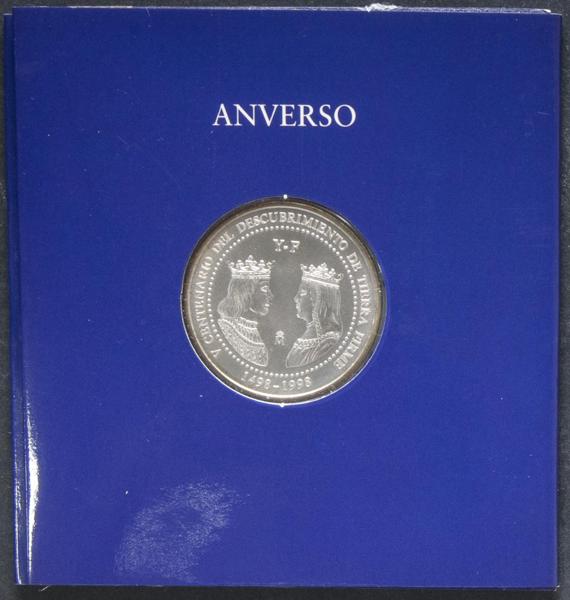 ANVERSO
V CENTENARIO DEL DESCUBRIMIENTO DE TIERRA FIRME
Y-F
1498-1998